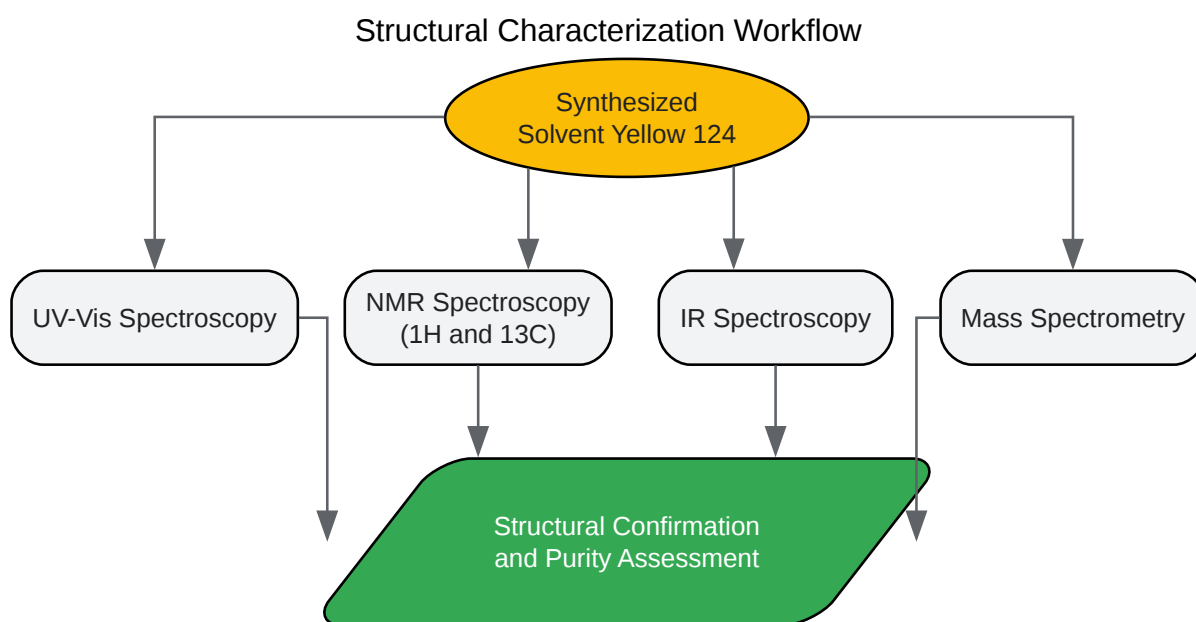 Structural Characterization Workflow
Synthesized
Solvent Yellow 124
UV-Vis Spectroscopy
NMR Spectroscopy
(1H and 13C)
IR Spectroscopy
Mass Spectrometry
Structural Confirmation
and Purity Assessment